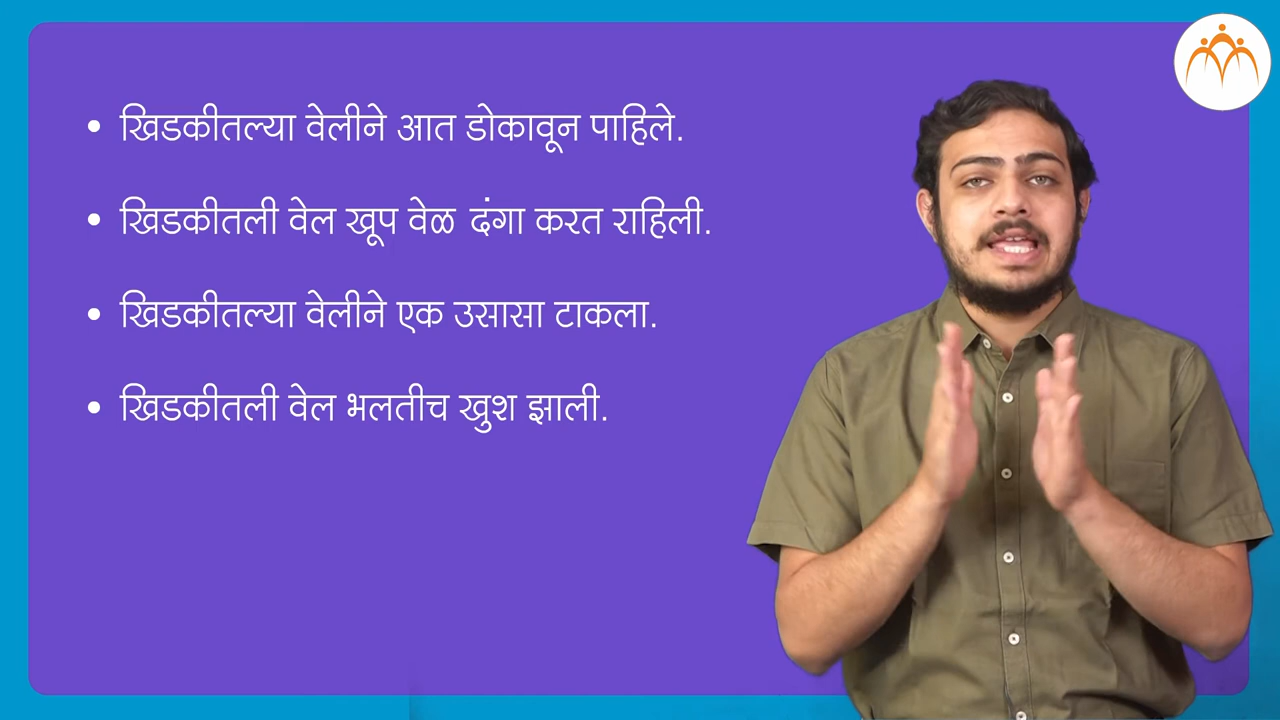 • खिडकीतल्या वेलीने आत डोकावून पाहिले.
• खिडकीतली वेल खूप वेळ दंगा करत राहिली.
• खिडकीतल्या वेलीने एक उसासा टाकला.
• खिडकीतली वेल भलतीच खुश झाली.